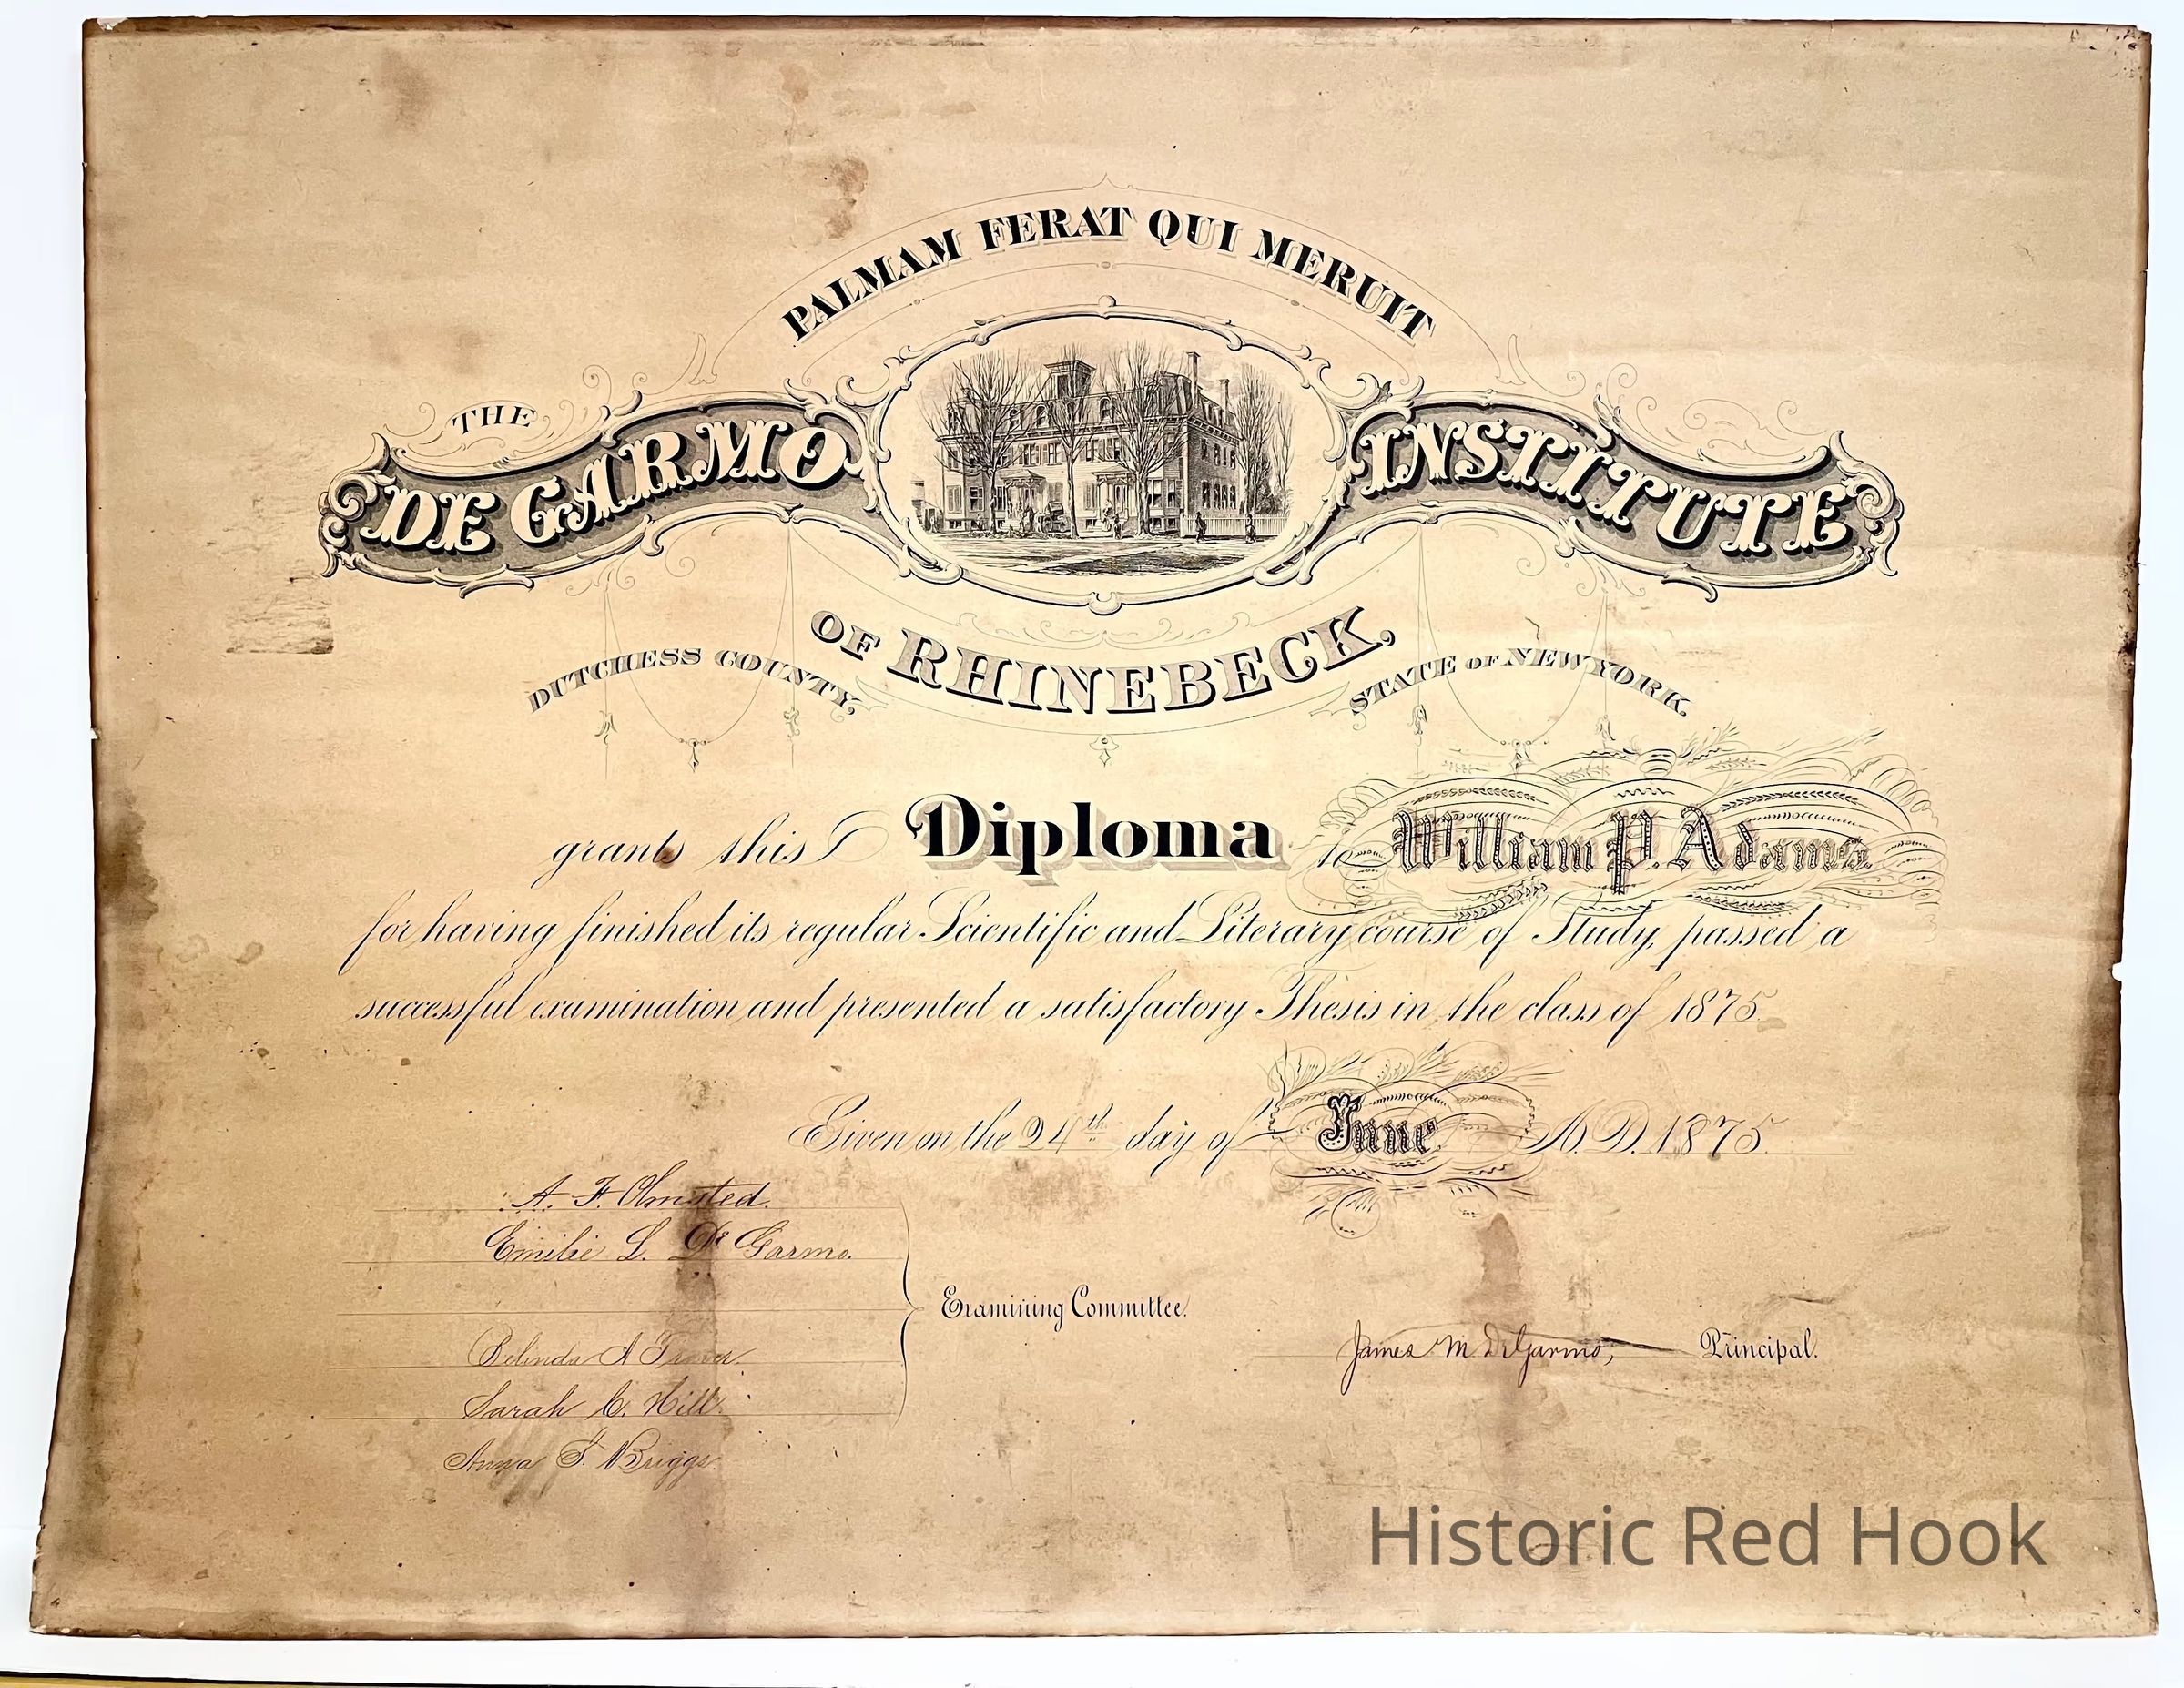 PALMAM FERAT QUI MERUIT
THE
DE GARMO INSTITUTE
OF RHINEBECK,
DUTCHESS COUNTY, STATE OF NEW YORK.
grants this Diploma to William P. Adams
for having finished its regular Scientific and Literary course of Study, passed a
successful examination and presented a satisfactory Thesis in the class of 1875.
Given on the 24th day of June A.D. 1875.
A. F. Olmsted.
Emilie L. De Garmo.
Examining Committee.
Belinda A
James M. DeGarmo, Principal.
Sarah C. Hill.
Anna Briggs.
Historic Red Hook